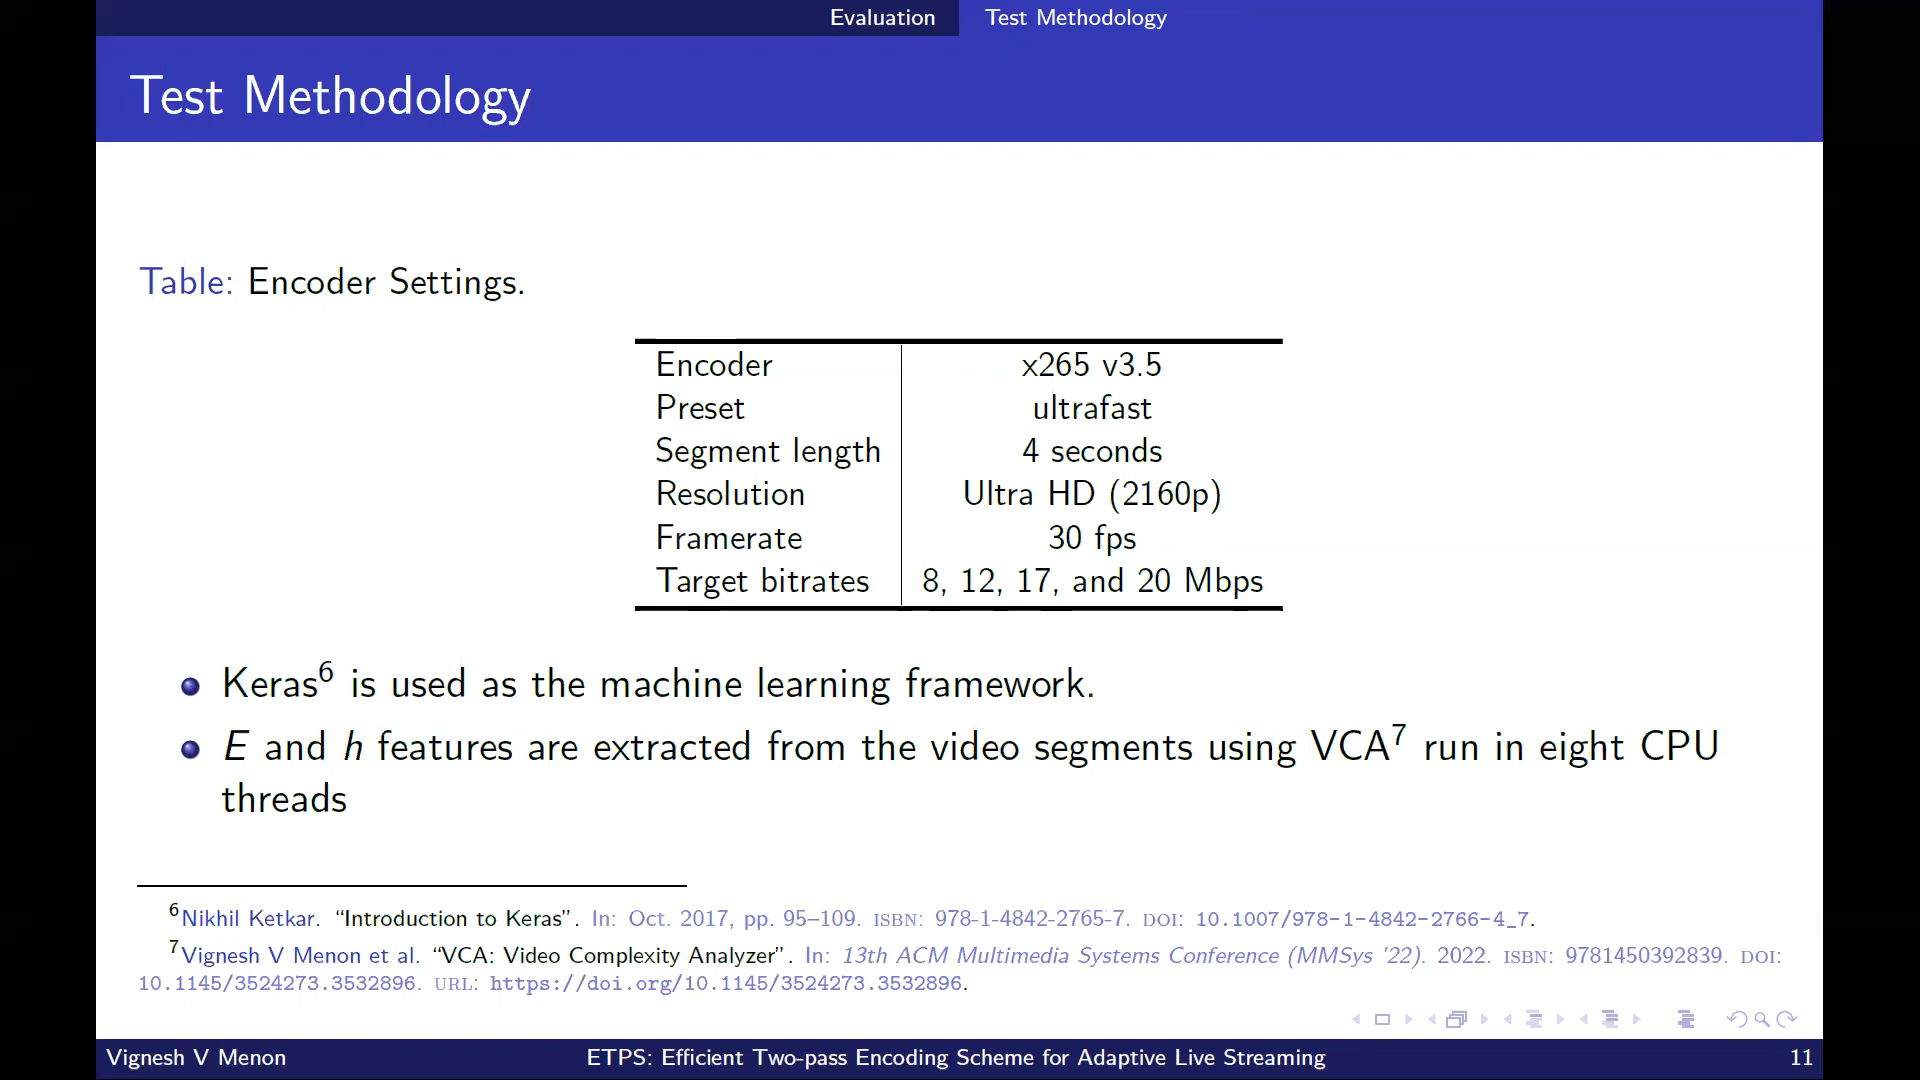 Evaluation Test Methodology
Test Methodology
Table: Encoder Settings.
Encoder x265 v3.5
Preset ultrafast
Segment length 4 seconds
Resolution Ultra HD (2160p)
Framerate 30 fps
Target bitrates 8, 12, 17, and 20 Mbps
Keras6 is used as the machine learning framework.
E and h features are extracted from the video segments using VCA7 run in eight CPU
threads
6Nikhil Ketkar. “Introduction to Keras”. In: Oct. 2017, pp. 95–109. ISBN: 978-1-4842-2765-7. DOI: 10.1007/978-1-4842-2766-4_7.
7Vignesh V Menon et al. “VCA: Video Complexity Analyzer”. In: 13th ACM Multimedia Systems Conference (MMSys ’22). 2022. ISBN: 9781450392839. DOI:
10.1145/3524273.3532896. URL: https://doi.org/10.1145/3524273.3532896.
Vignesh V Menon ETPS: Efficient Two-pass Encoding Scheme for Adaptive Live Streaming 11